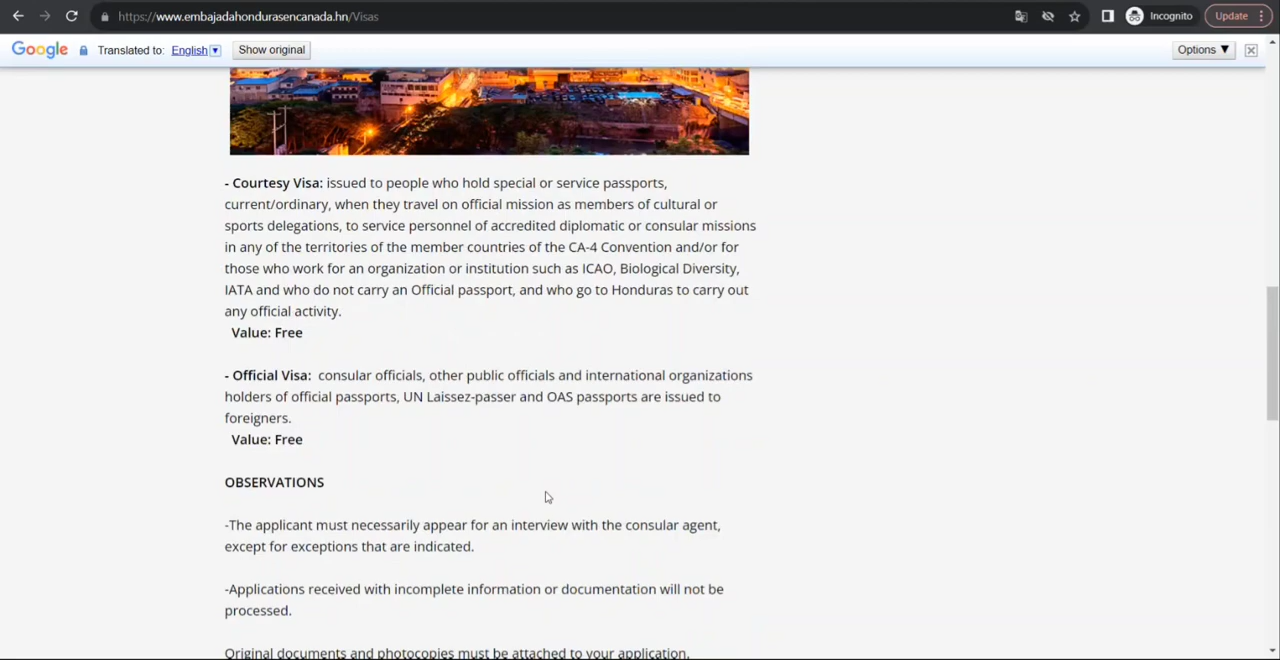 https://www.embajadahondurasencanada.hn/Visas
Incognito
Update
Google
Translated to: English
Show original
Options ▼
- Courtesy Visa: issued to people who hold special or service passports,
current/ordinary, when they travel on official mission as members of cultural or
sports delegations, to service personnel of accredited diplomatic or consular missions
in any of the territories of the member countries of the CA-4 Convention and/or for
those who work for an organization or institution such as ICAO, Biological Diversity,
IATA and who do not carry an Official passport, and who go to Honduras to carry out
any official activity.
Value: Free
- Official Visa: consular officials, other public officials and international organizations
holders of official passports, UN Laissez-passer and OAS passports are issued to
foreigners.
Value: Free
OBSERVATIONS
-The applicant must necessarily appear for an interview with the consular agent,
except for exceptions that are indicated.
-Applications received with incomplete information or documentation will not be
processed.
Original documents and photocopies must be attached to your application.